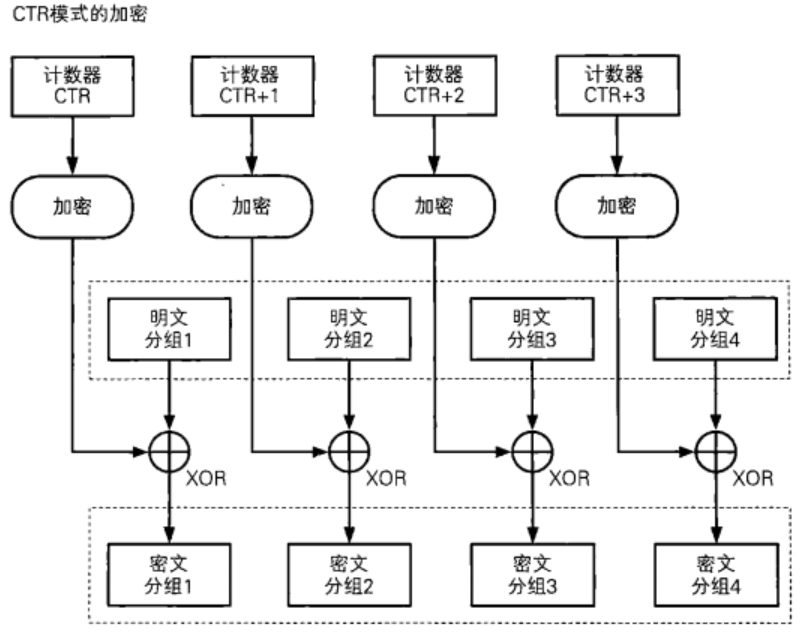 CTR模式的加密
计数器
CTR
计数器
CTR+1
计数器
CTR+2
计数器
CTR+3
加密
加密
加密
加密
明文
分组1
明文
分组2
明文
分组3
明文
分组4
XOR
XOR
XOR
XOR
密文
分组1
密文
分组2
密文
分组3
密文
分组4